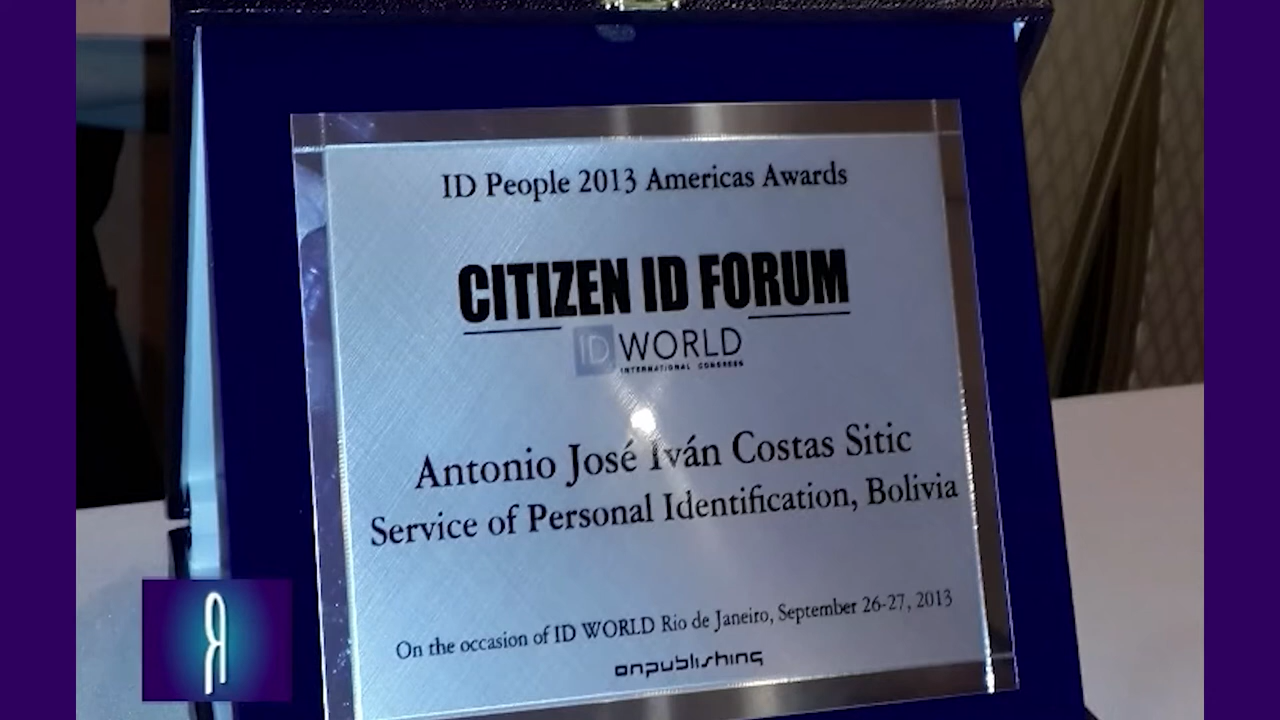 ID People 2013 Americas Awards
CITIZEN ID FORUM
ID WORLD
INTERNATIONAL CONGRESS
Antonio José Iván Costas Sitic
Service of Personal Identification, Bolivia
On the occasion of ID WORLD Rio de Janeiro, September 26-27, 2013
onpublishing